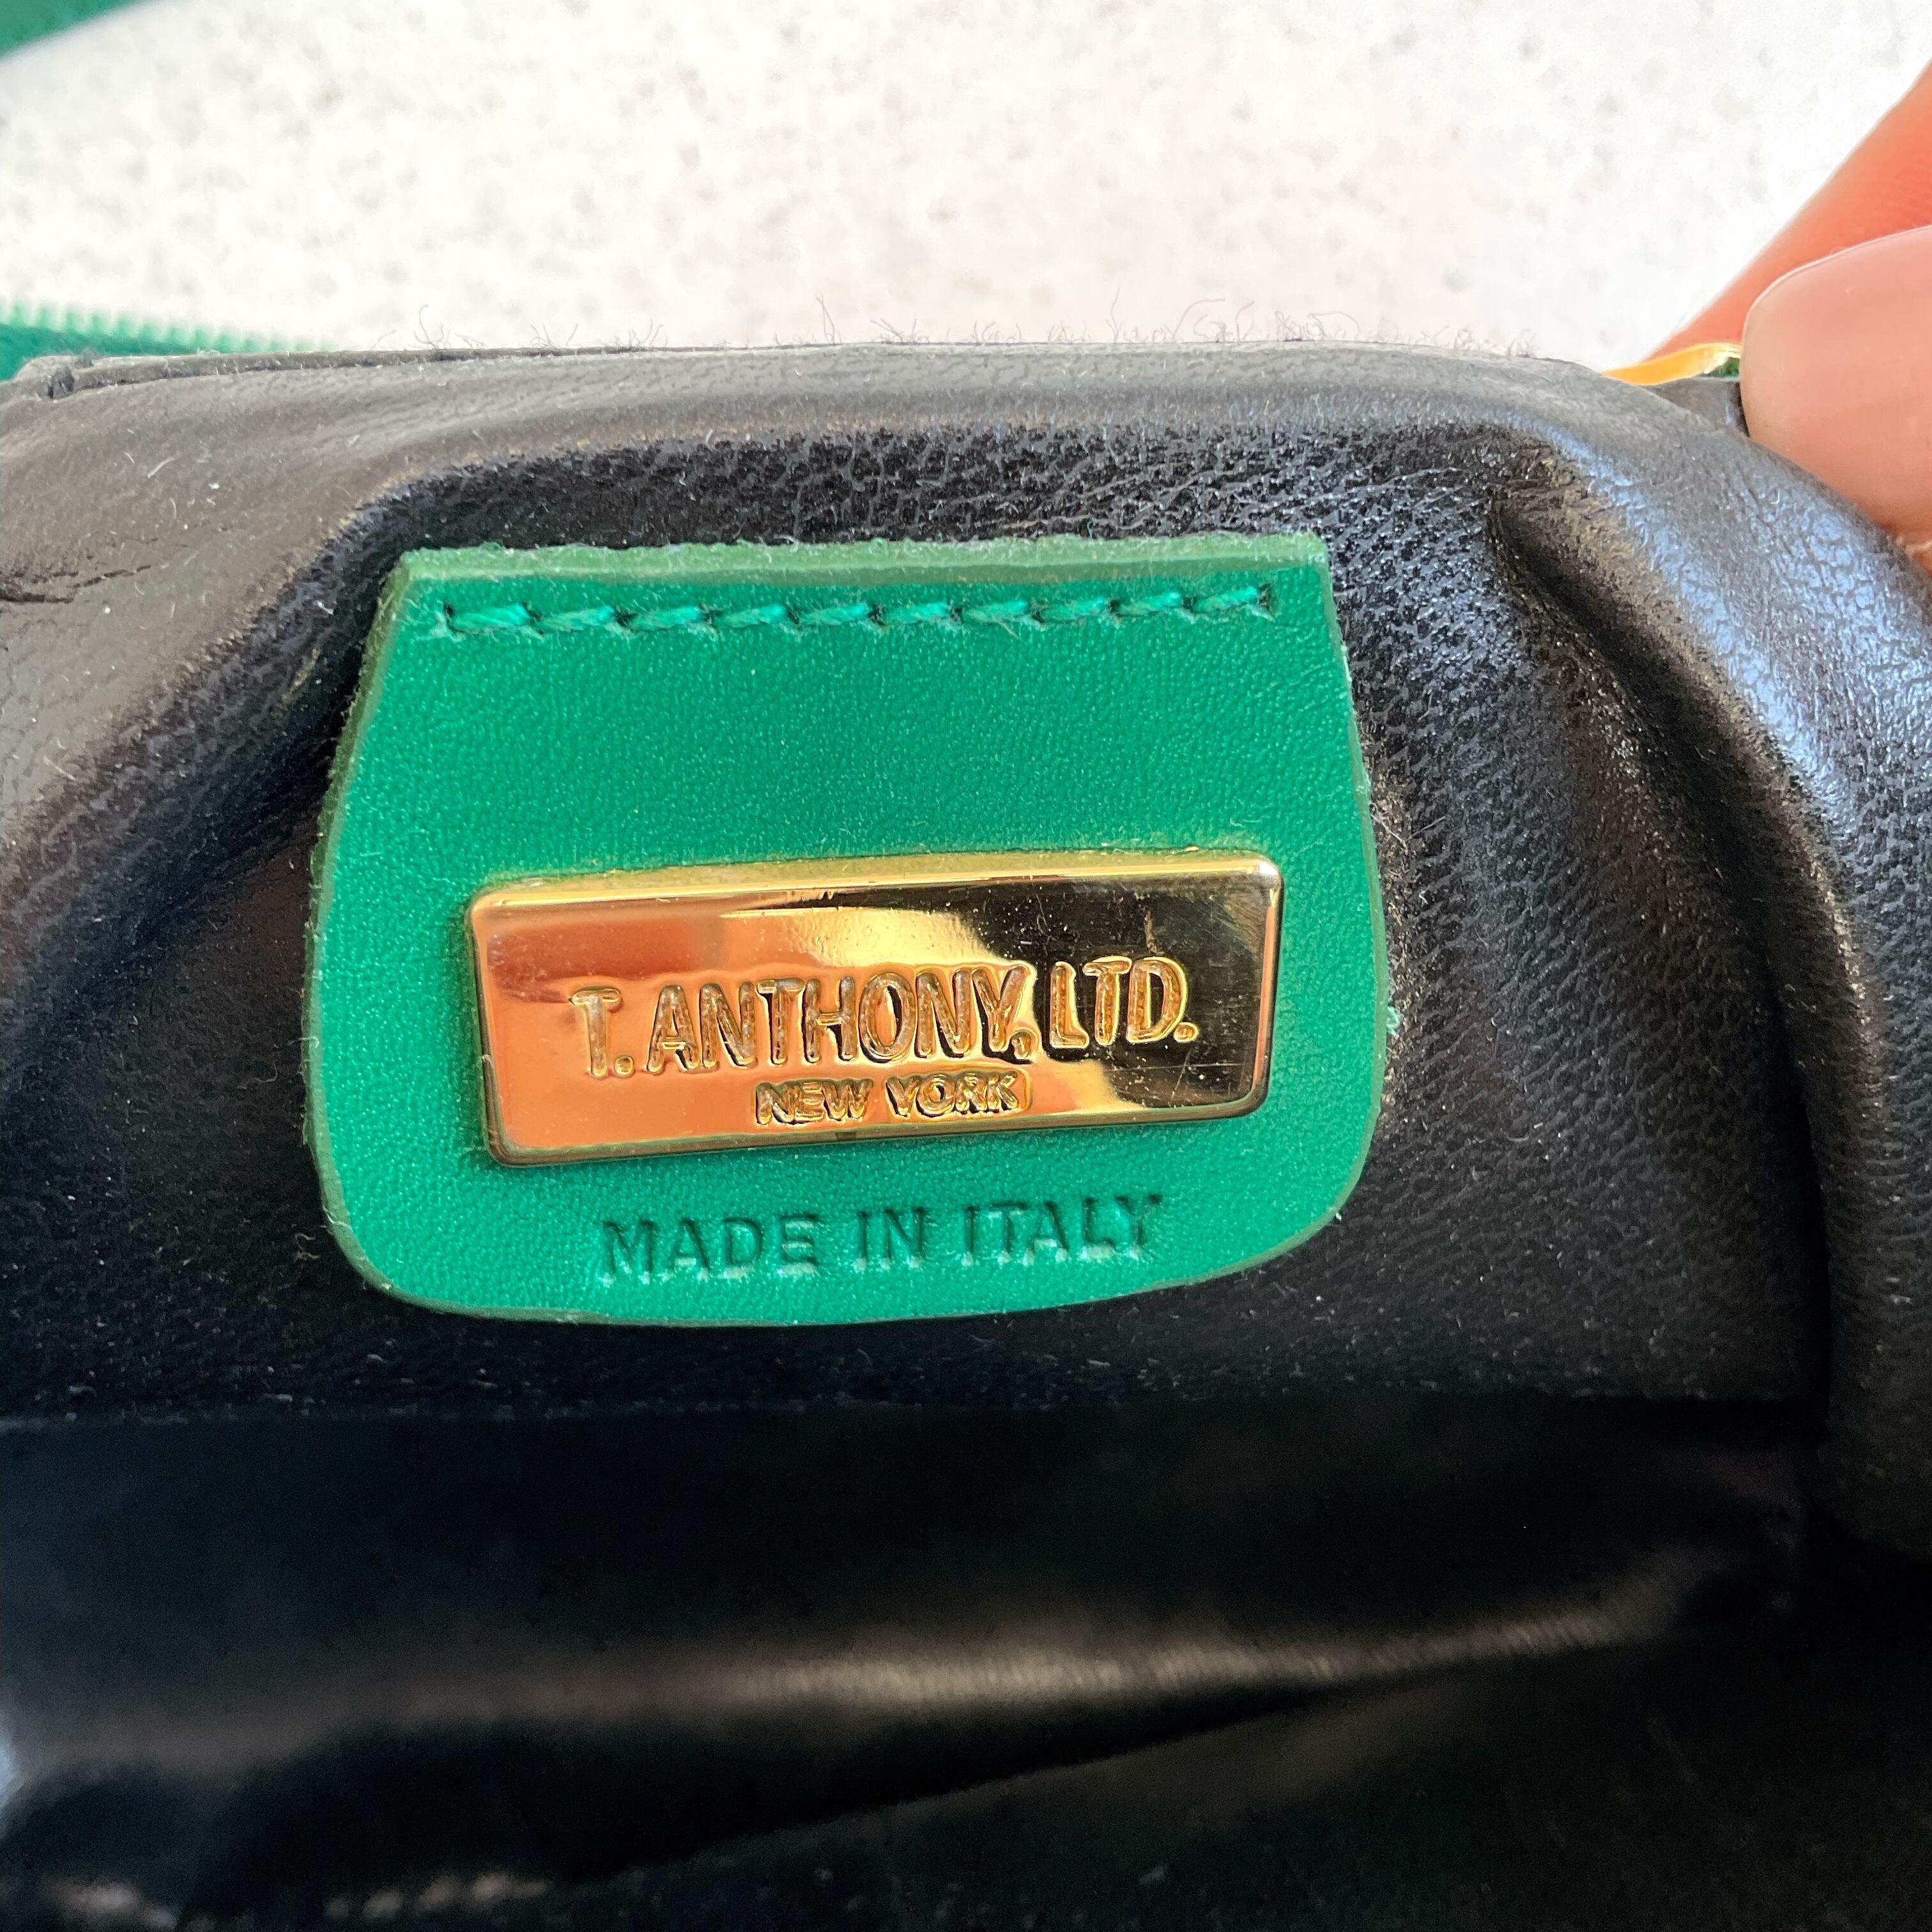 T. ANTHONY, LTD.
NEW YORK
MADE IN ITALY